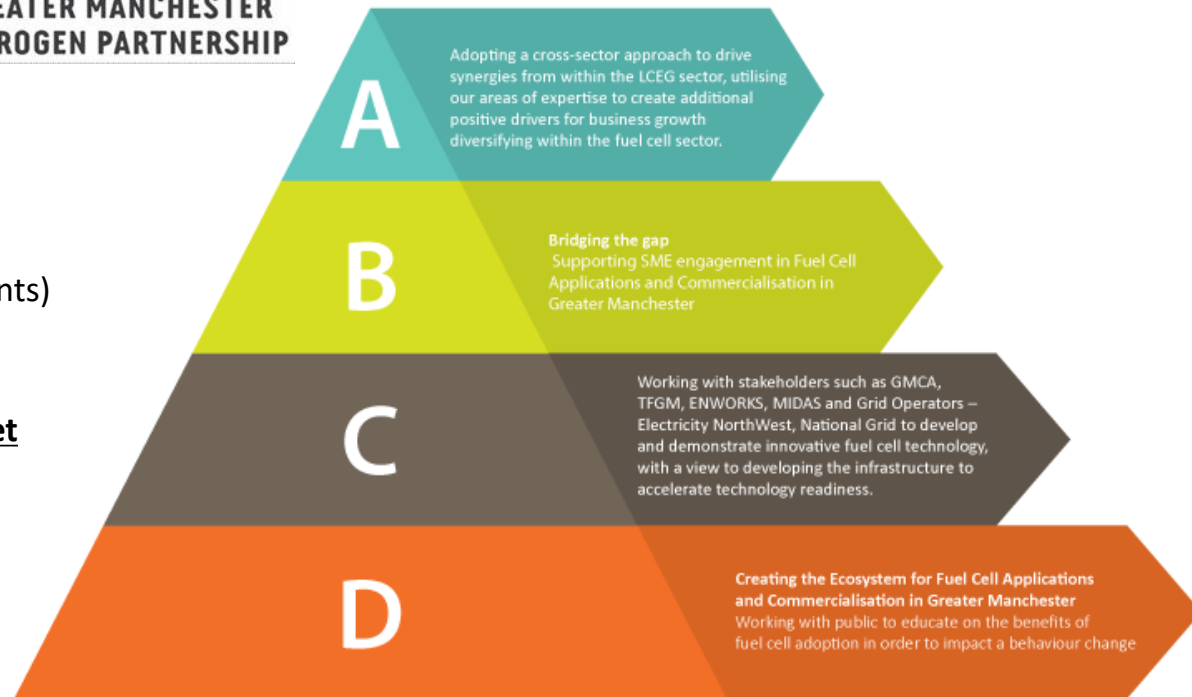 EATER MANCHESTER
ROGEN PARTNERSHIP
nts)
et
A
Adopting a cross-sector approach to drive
synergies from within the LCEG sector, utilising
our areas of expertise to create additional
positive drivers for business growth
diversifying within the fuel cell sector.
B
Bridging the gap
Supporting SME engagement in Fuel Cell
Applications and Commercialisation in
Greater Manchester
C
Working with stakeholders such as GMCA,
TFGM, ENWORKS, MIDAS and Grid Operators –
Electricity NorthWest, National Grid to develop
and demonstrate innovative fuel cell technology,
with a view to developing the infrastructure to
accelerate technology readiness.
D
Creating the Ecosystem for Fuel Cell Applications
and Commercialisation in Greater Manchester
Working with public to educate on the benefits of
fuel cell adoption in order to impact a behaviour change